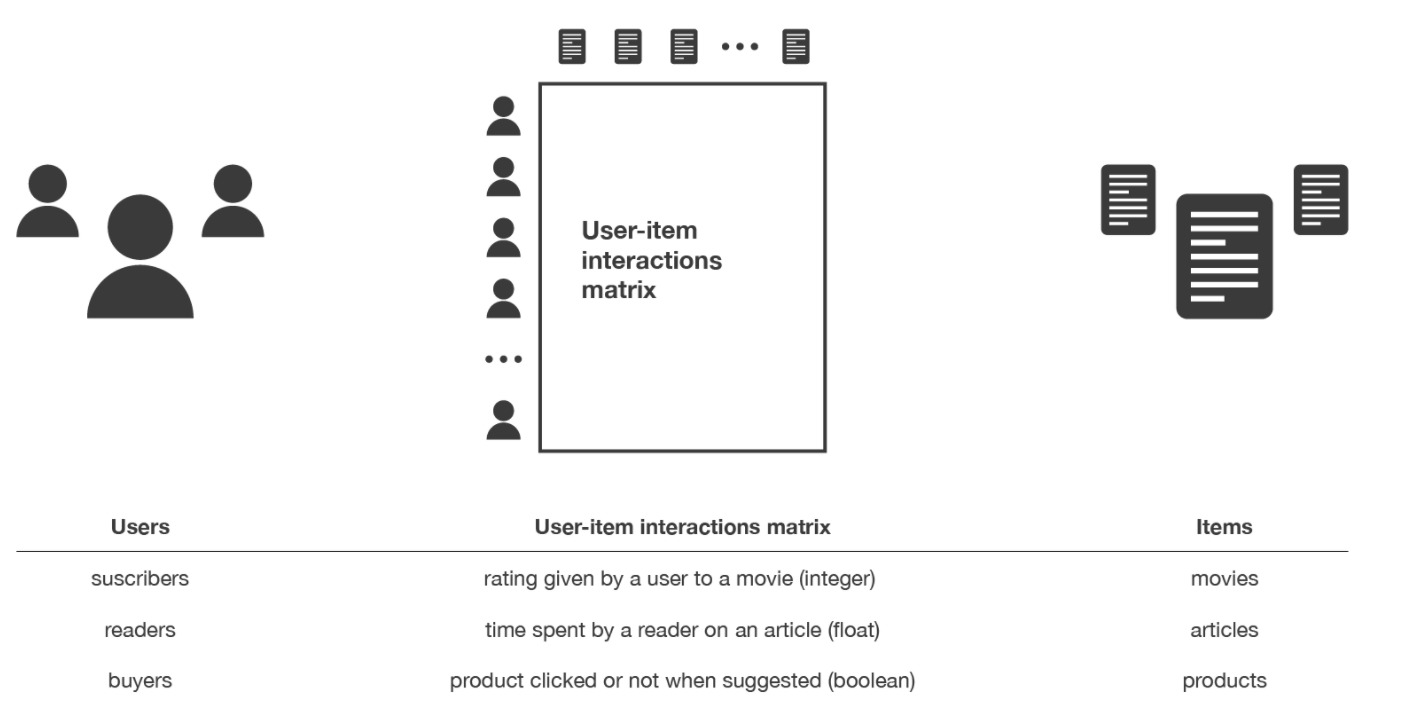 User-item
interactions
matrix
Users User-item interactions matrix Items
suscribers rating given by a user to a movie (integer) movies
readers time spent by a reader on an article (float) articles
buyers product clicked or not when suggested (boolean) products